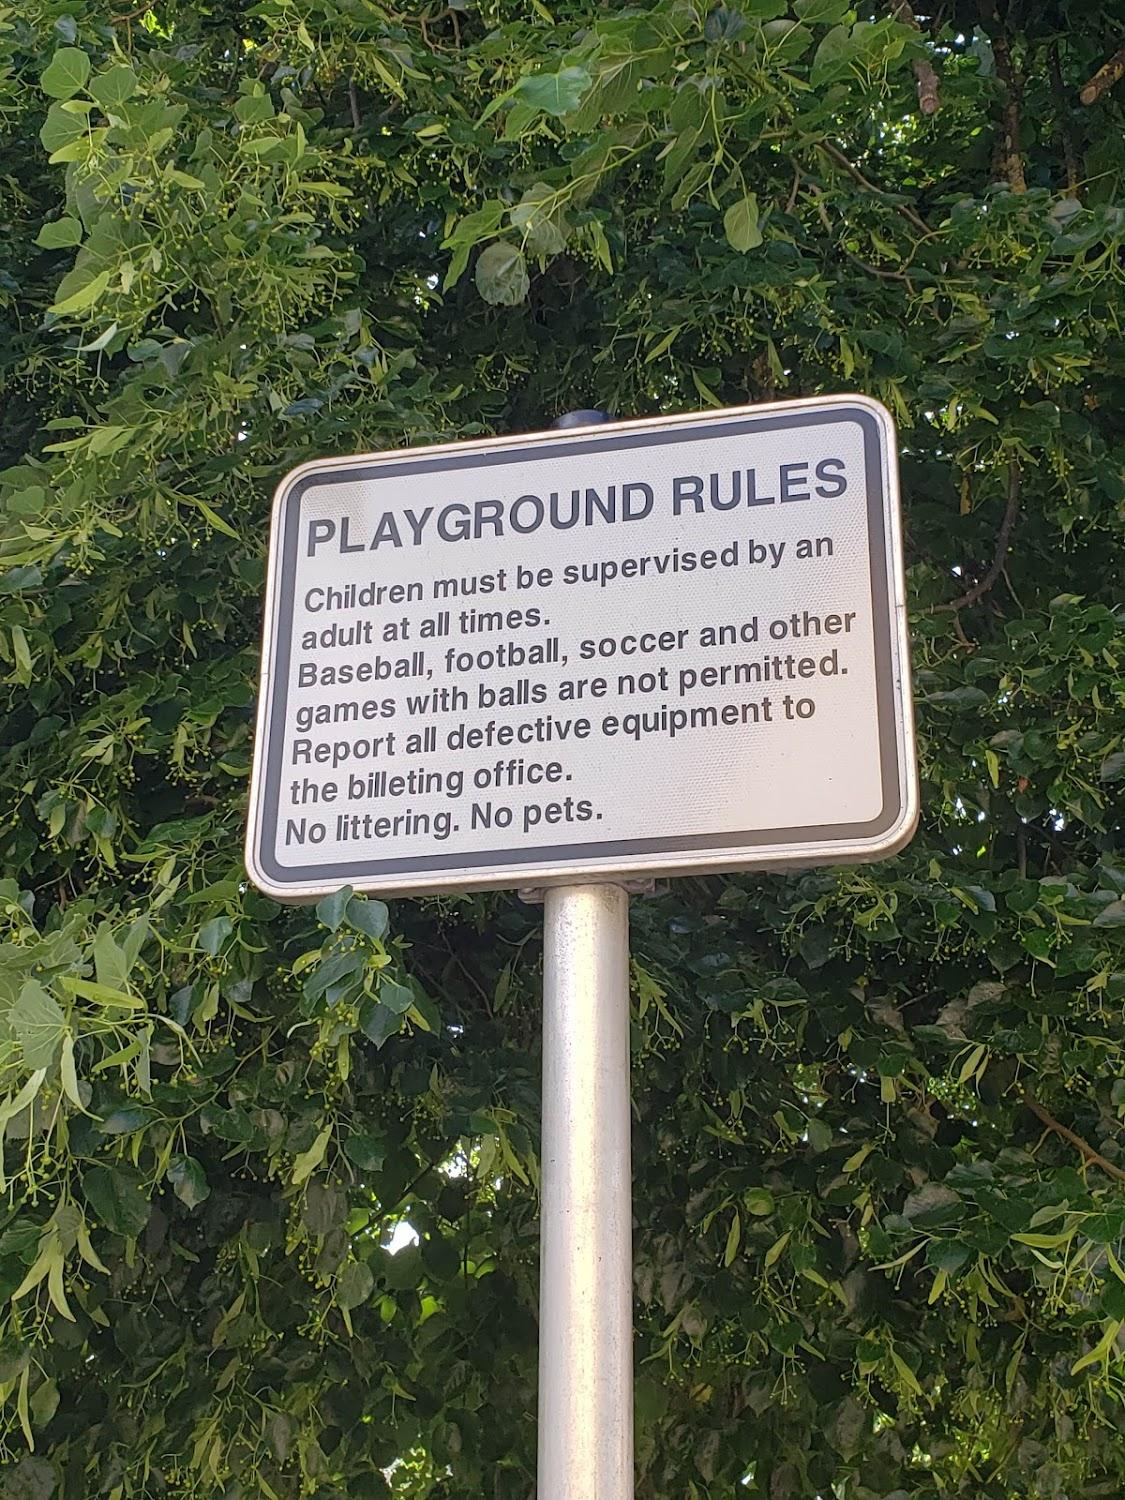 PLAYGROUND RULES
Children must be supervised by an
adult at all times.
Baseball, football, soccer and other
games with balls are not permitted.
Report all defective equipment to
the billeting office.
No littering. No pets.